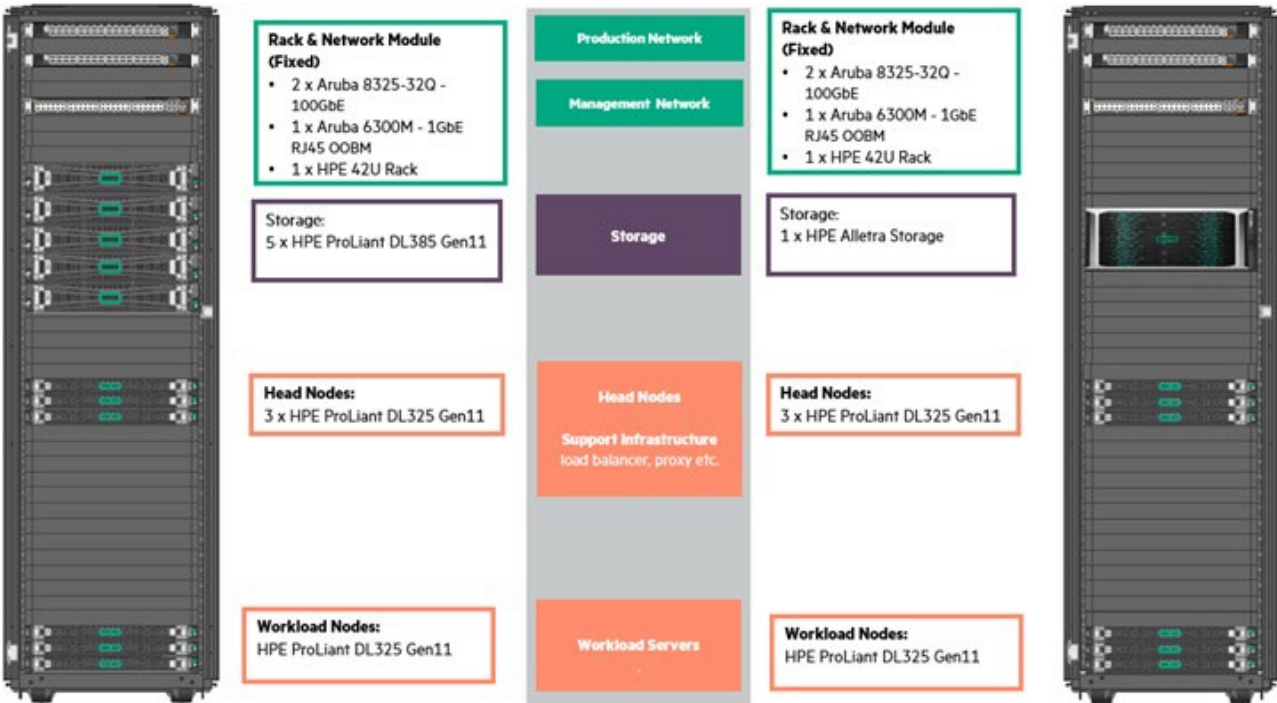 Rack & Network Module
(Fixed)
• 2 x Aruba 8325-32Q -
100GbE
• 1 x Aruba 6300M - 1GbE
RJ45 OOBM
• 1 x HPE 42U Rack
Storage:
5 x HPE ProLiant DL385 Gen11
Head Nodes:
3 x HPE ProLiant DL325 Gen11
Workload Nodes:
HPE ProLiant DL325 Gen11
Production Network
Management Network
Storage
Head Nodes
Support Infrastructure
load balancer, proxy etc.
Workload Servers
Rack & Network Module
(Fixed)
• 2 x Aruba 8325-32Q -
100GbE
• 1 x Aruba 6300M - 1GbE
RJ45 OOBM
• 1 x HPE 42U Rack
Storage:
1 x HPE Alletra Storage
Head Nodes:
3 x HPE ProLiant DL325 Gen11
Workload Nodes:
HPE ProLiant DL325 Gen11